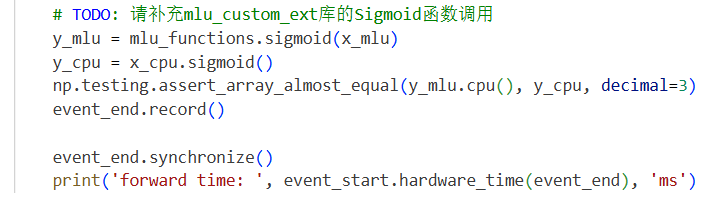 # TODO: 请补充mlu_custom_ext库的Sigmoid函数调用
y_mlu = mlu_functions.sigmoid(x_mlu)
y_cpu = x_cpu.sigmoid()
np.testing.assert_array_almost_equal(y_mlu.cpu(), y_cpu, decimal=3)
event_end.record()
event_end.synchronize()
print('forward time: ', event_start.hardware_time(event_end), 'ms')